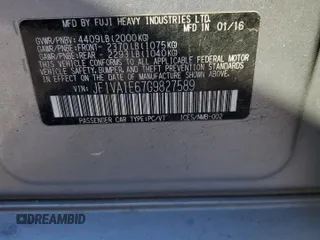 MFD BY FUJI HEAVY INDUSTRIES LTD. 01/16
GVWR/PNBV: 4409LB(2000KG)
GAWR/PNBE:FRONT- 2370LB(1075KG)
GAWR/PNBE:REAR - 2293LB(1040KG)
THIS VEHICLE CONFORMS TO ALL APPLICABLE
FEDERAL MOTOR VEHICLE SAFETY, BUMPER,
AND THEFT PREVENTION STANDARDS IN
EFFECT ON THE DATE OF MANUFACTURE
SHOWN ABOVE.
VIN: JF1VA1E67G9827589
PASSENGER CAR TYPE:PC/VT ICES/NMB-002
DREAMBID